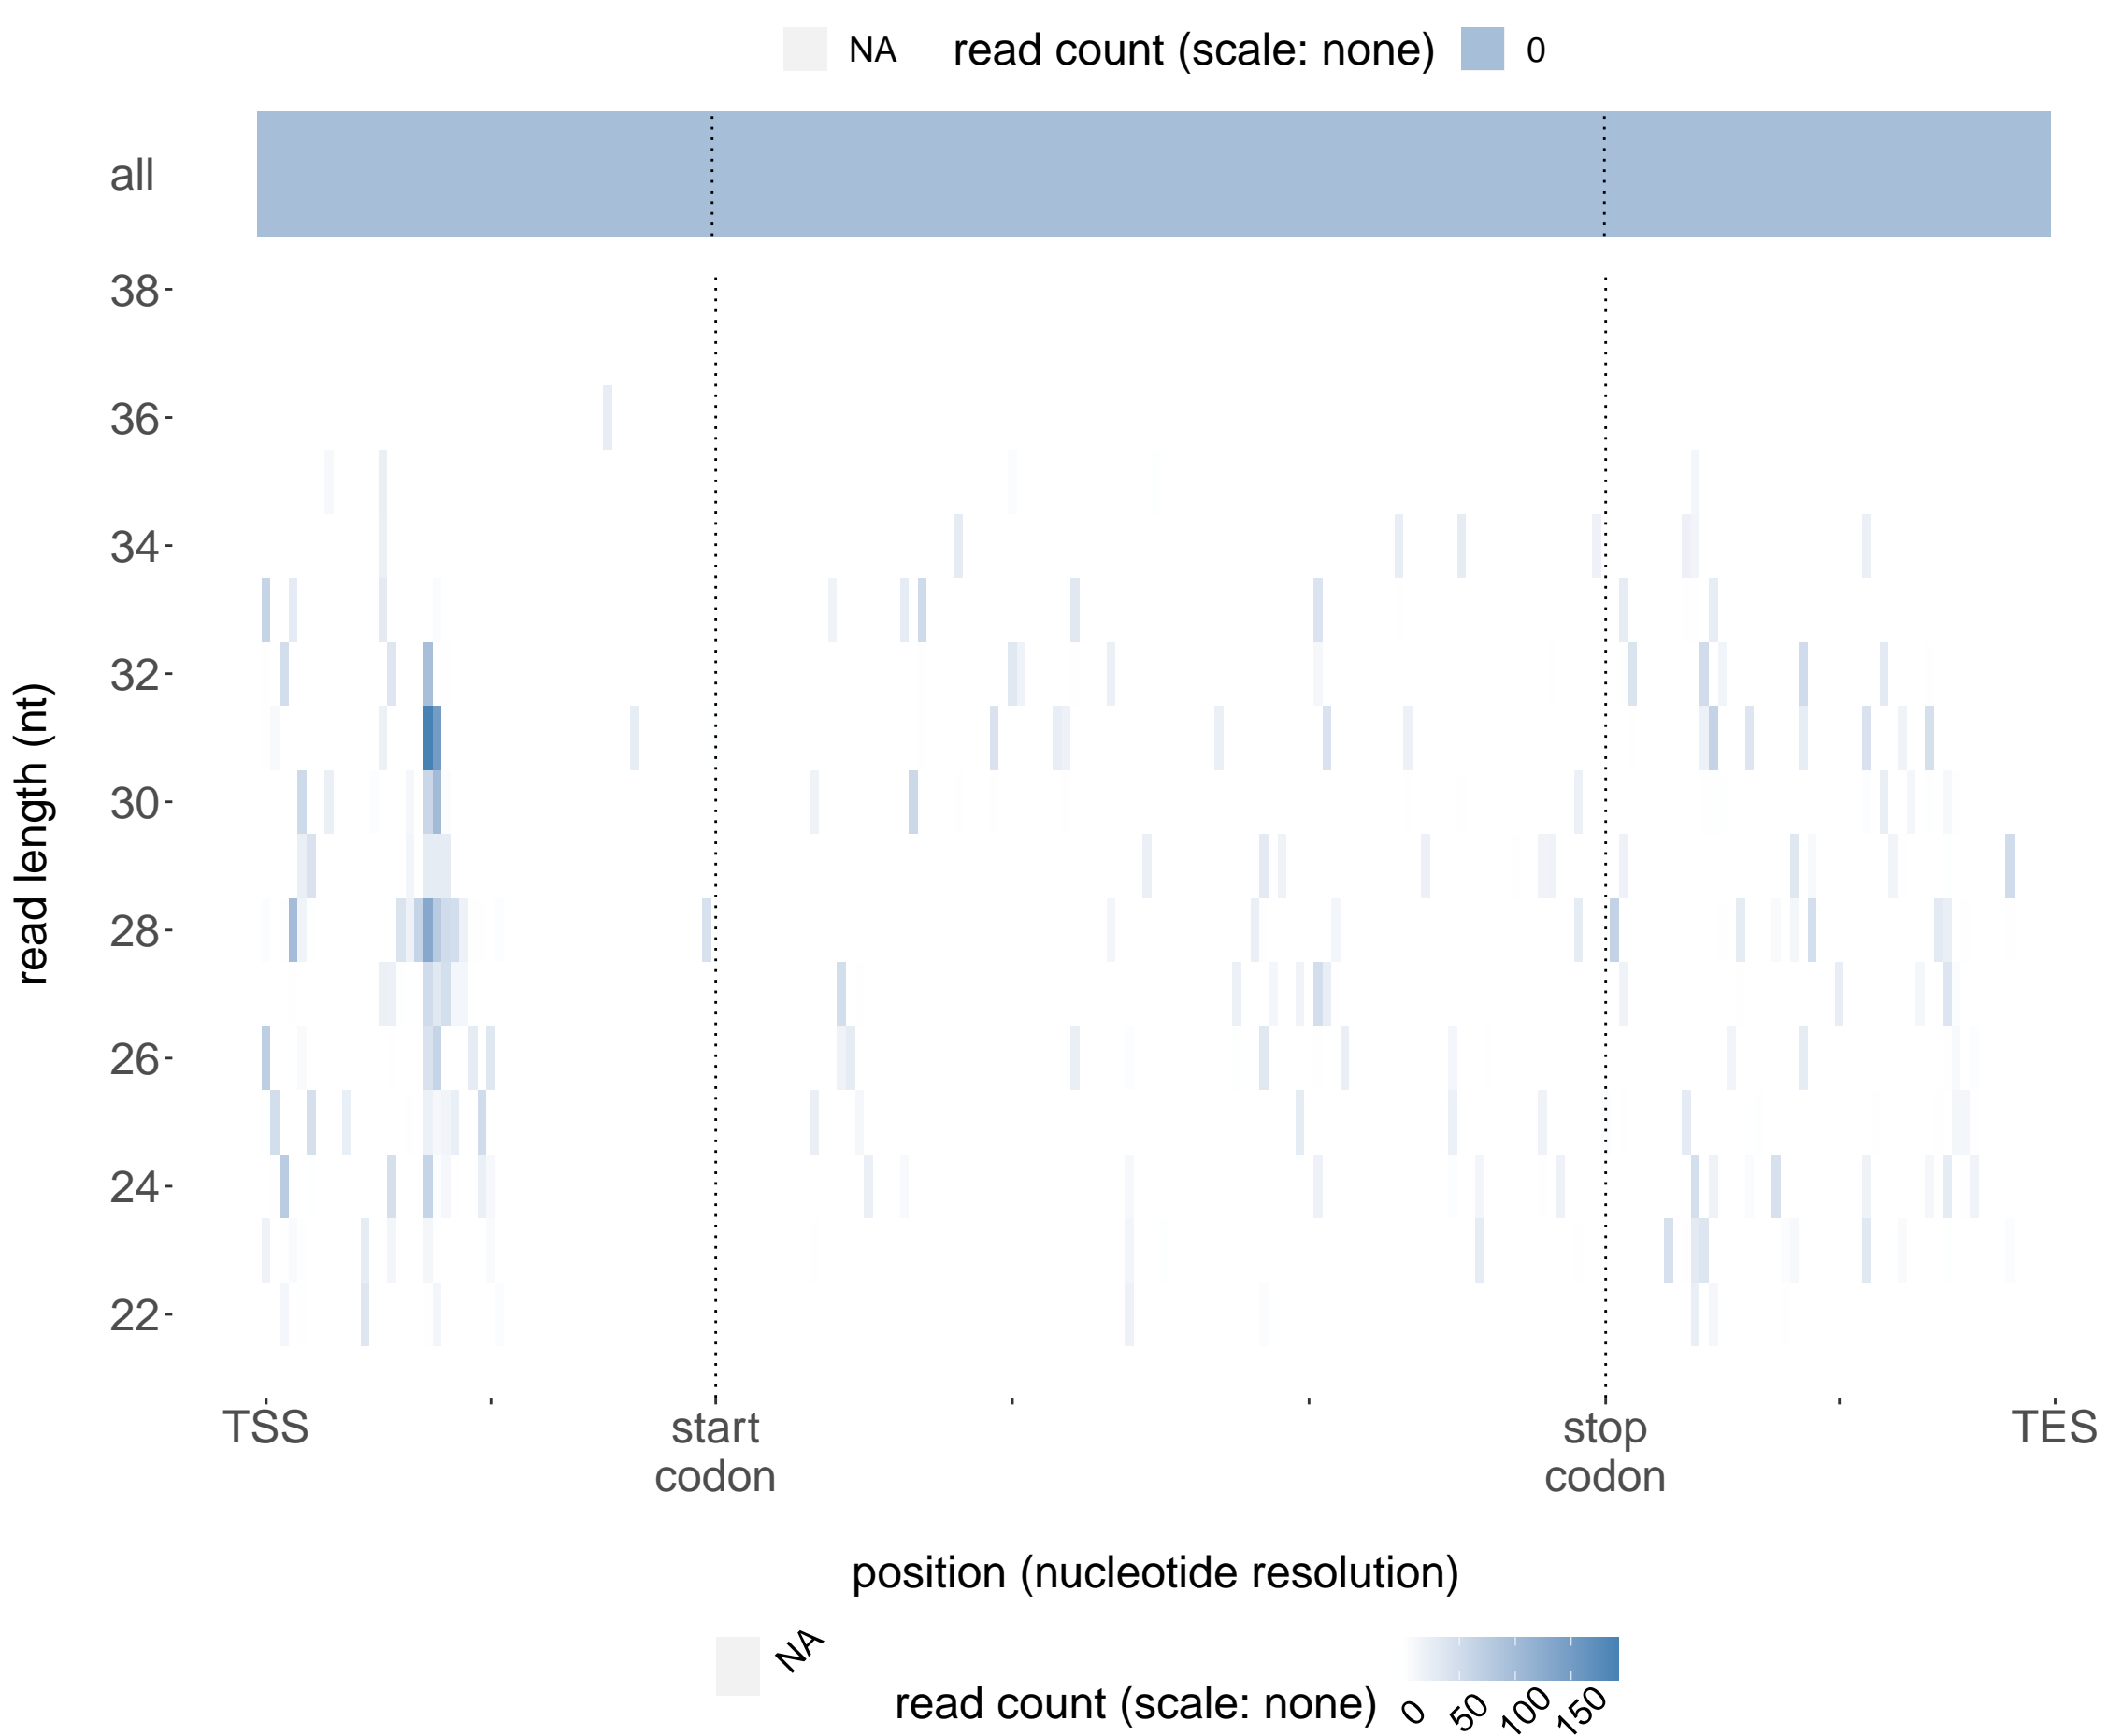 NA read count (scale: none) 0
all
38
36
34
32
30
28
26
24
22
read length (nt)
TSS start codon stop codon TES
position (nucleotide resolution)
NA read count (scale: none) 0 50 100 150